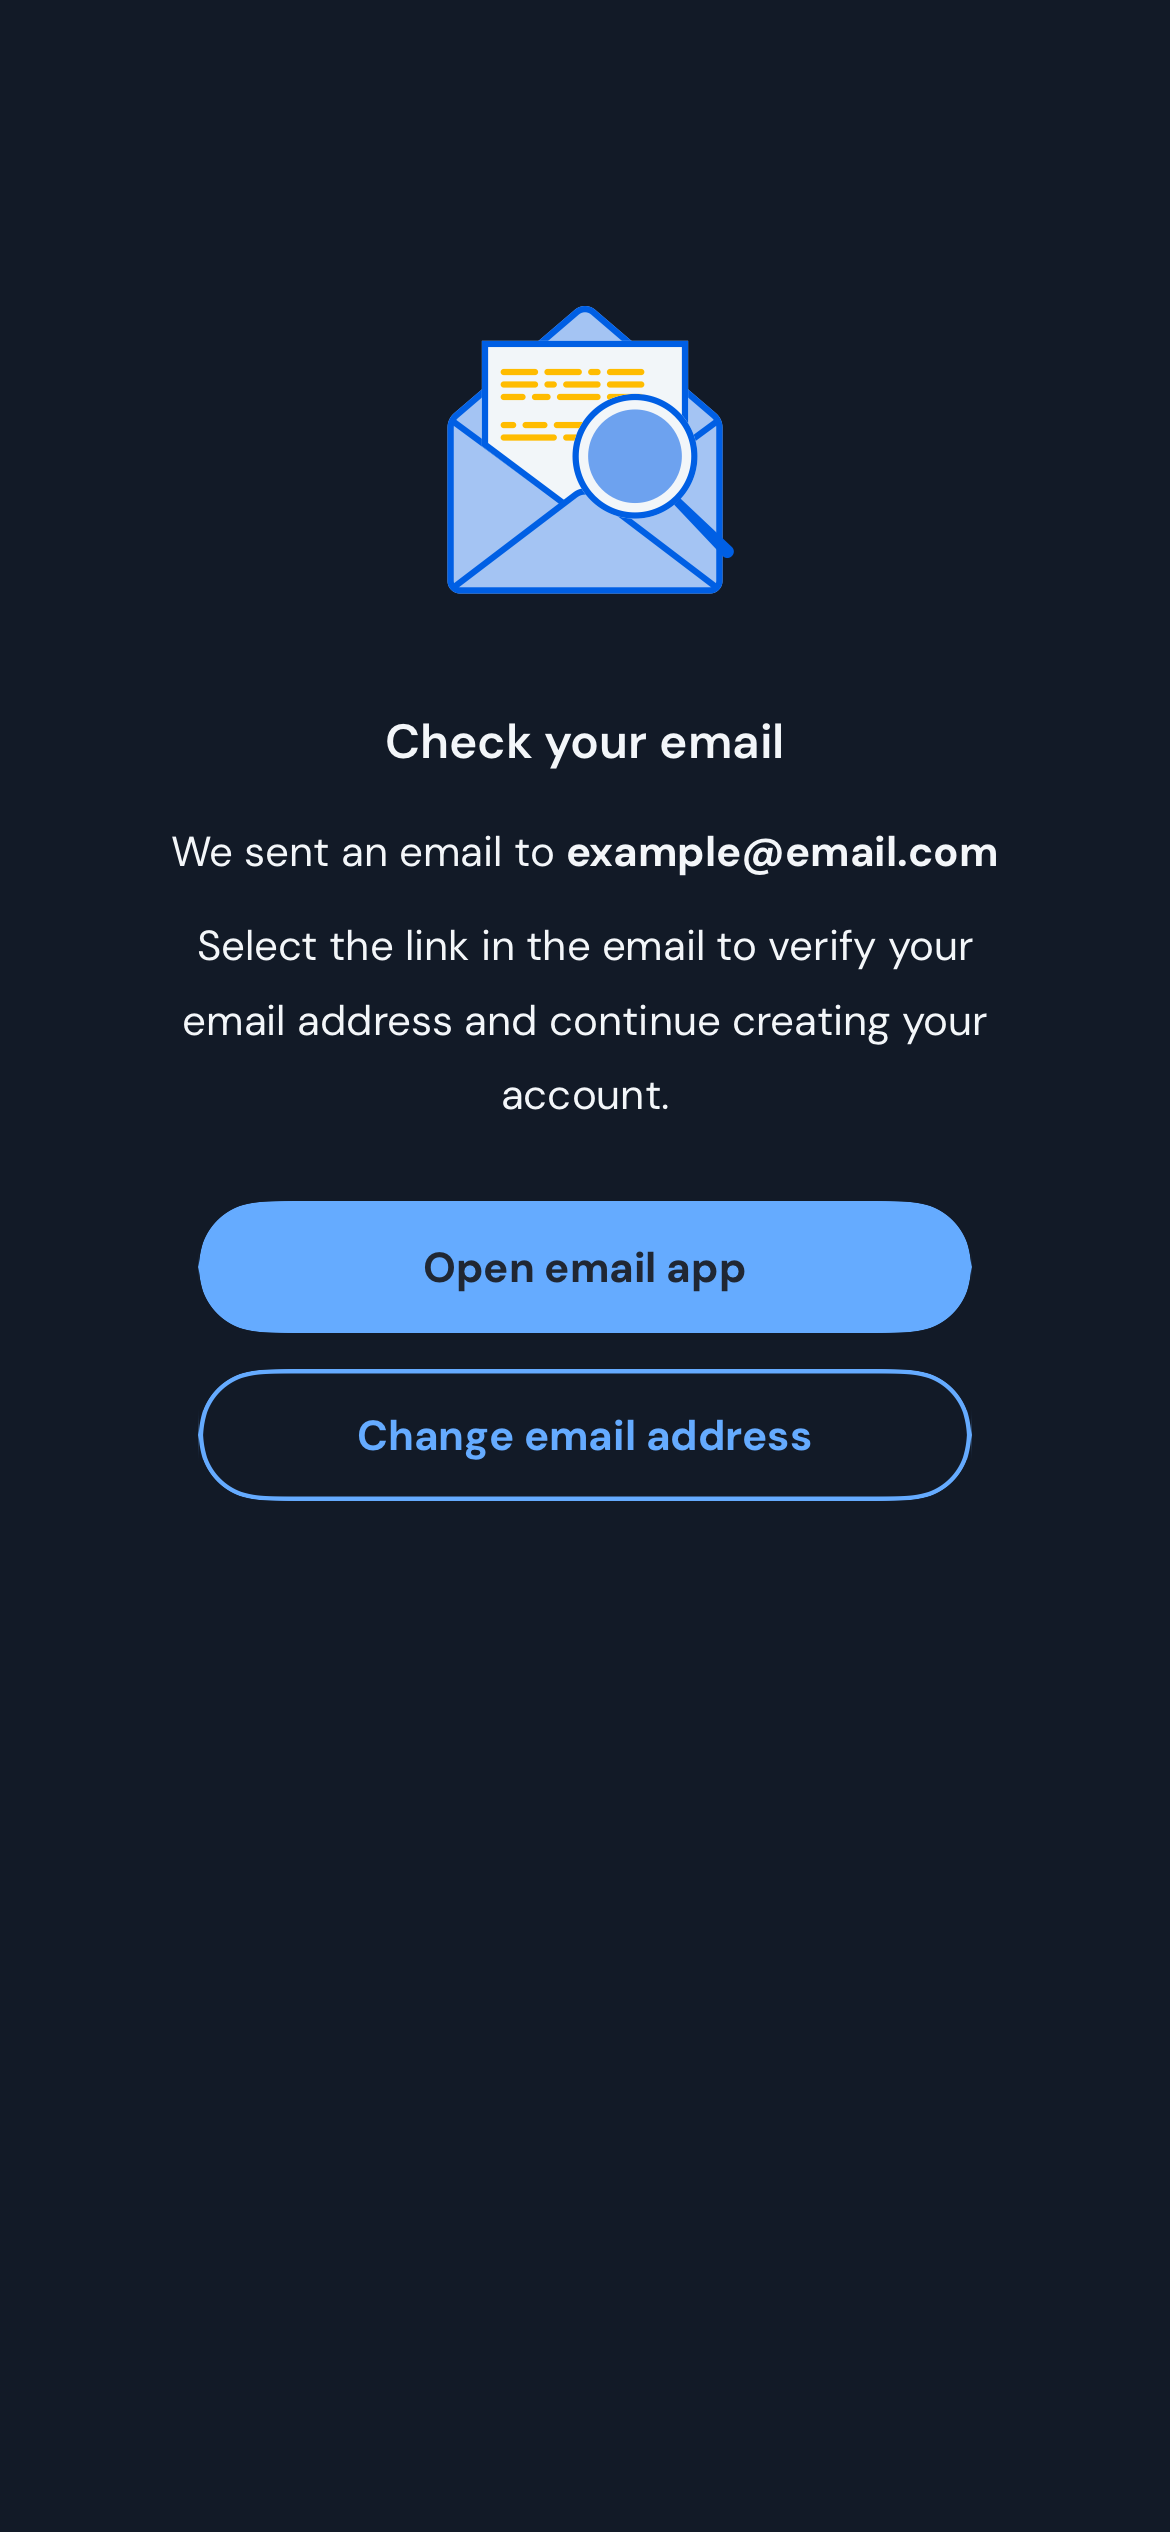 Check your email
We sent an email to example@email.com
Select the link in the email to verify your
email address and continue creating your
account.
Open email app
Change email address